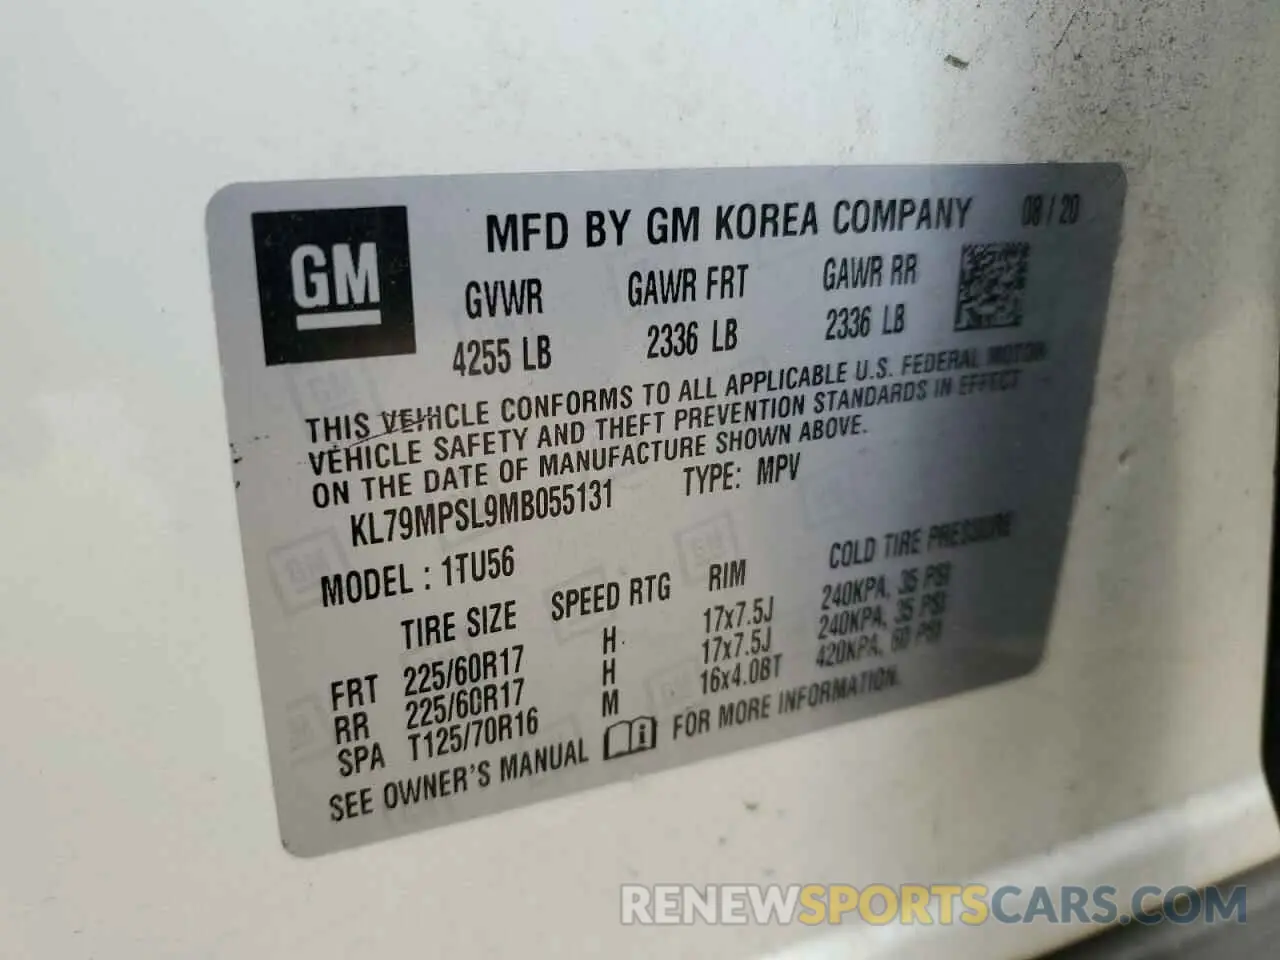 GM
MFD BY GM KOREA COMPANY 08 / 20
GVWR GAWR FRT GAWR RR
4255 LB 2336 LB 2336 LB
THIS VEHICLE CONFORMS TO ALL APPLICABLE U.S. FEDERAL MOTOR
VEHICLE SAFETY AND THEFT PREVENTION STANDARDS IN EFFECT
ON THE DATE OF MANUFACTURE SHOWN ABOVE.
KL79MPSL9MB055131 TYPE: MPV
MODEL : 1TU56
TIRE SIZE SPEED RTG RIM COLD TIRE PRESSURE
FRT 225/60R17 H 17x7.5J 240KPA, 35 PSI
RR 225/60R17 H 17x7.5J 240KPA, 35 PSI
SPA T125/70R16 M 16x4.0BT 420KPA, 60 PSI
SEE OWNER'S MANUAL i FOR MORE INFORMATION.
RENEWSPORTSCARS.COM